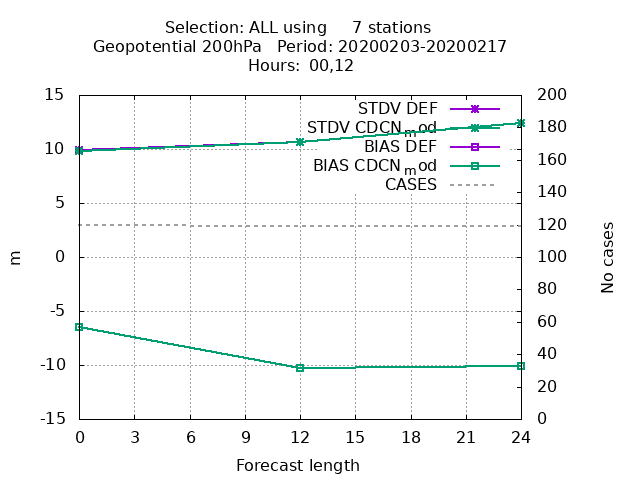 Selection: ALL using     7 stations
Geopotential 200hPa   Period: 20200203-20200217
Hours: 00,12
15
10
5
0
-5
-10
-15
m
STDV DEF
STDV CDCNmod
BIAS DEF
BIAS CDCNmod
CASES
200
180
160
140
120
100
80
60
40
20
0
No cases
0 3 6 9 12 15 18 21 24
Forecast length